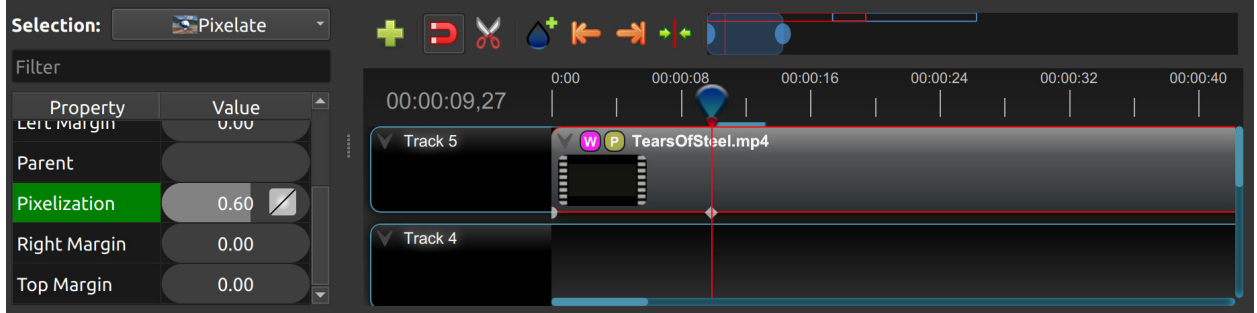 Selection: Pixelate
Filter
Property Value
Left Margin 0.00
Parent
Pixelization 0.60
Right Margin 0.00
Top Margin 0.00
0:00 00:00:08 00:00:16 00:00:24 00:00:32 00:00:40
00:00:09,27
Track 5
W P TearsOfSteel.mp4
Track 4